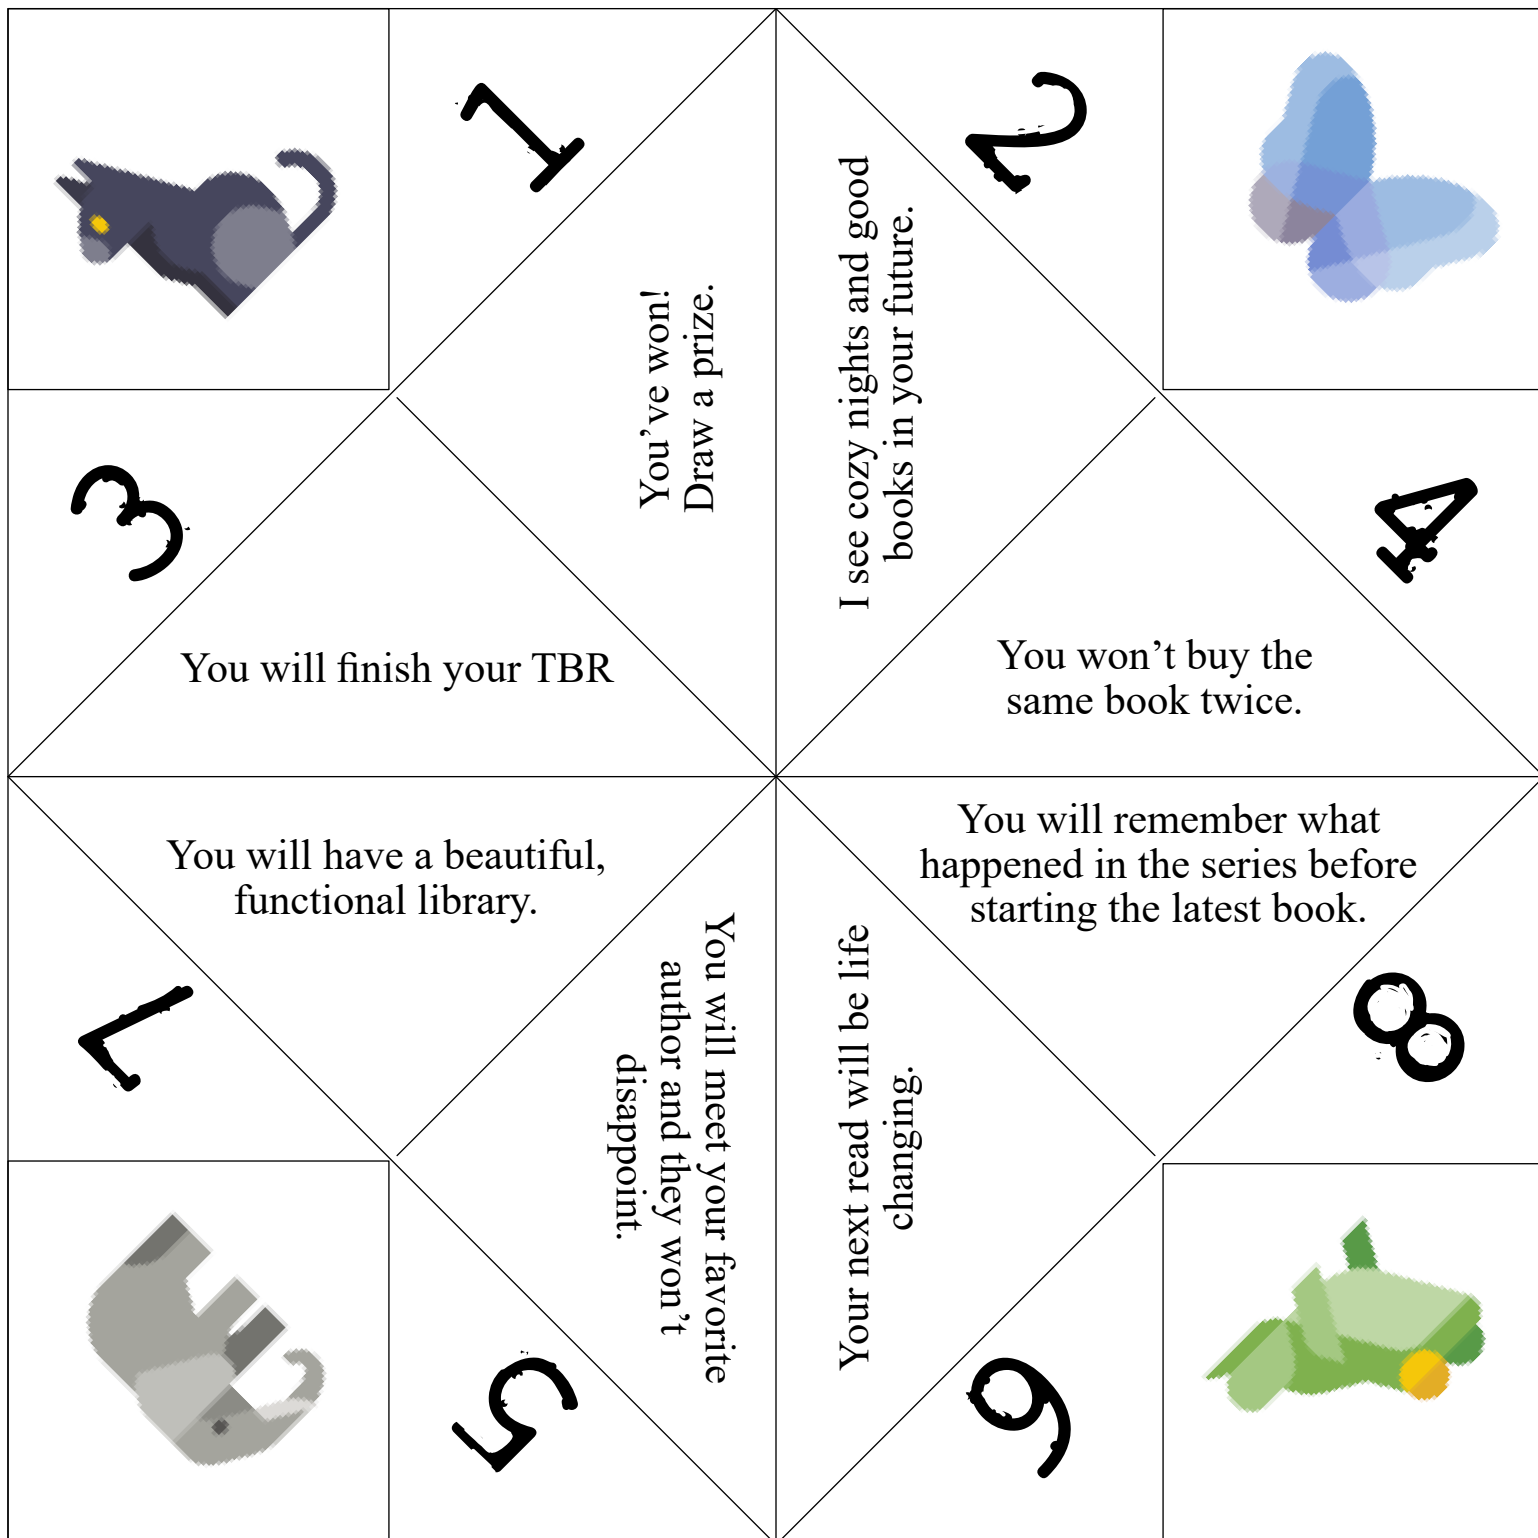 1
2
You've won!
Draw a prize.
I see cozy nights and good
books in your future.
3
4
You will finish your TBR
You won’t buy the
same book twice.
You will have a beautiful,
functional library.
You will remember what
happened in the series before
starting the latest book.
7
8
You will meet your favorite
author and they won’t
disappoint.
Your next read will be life
changing.
5
6